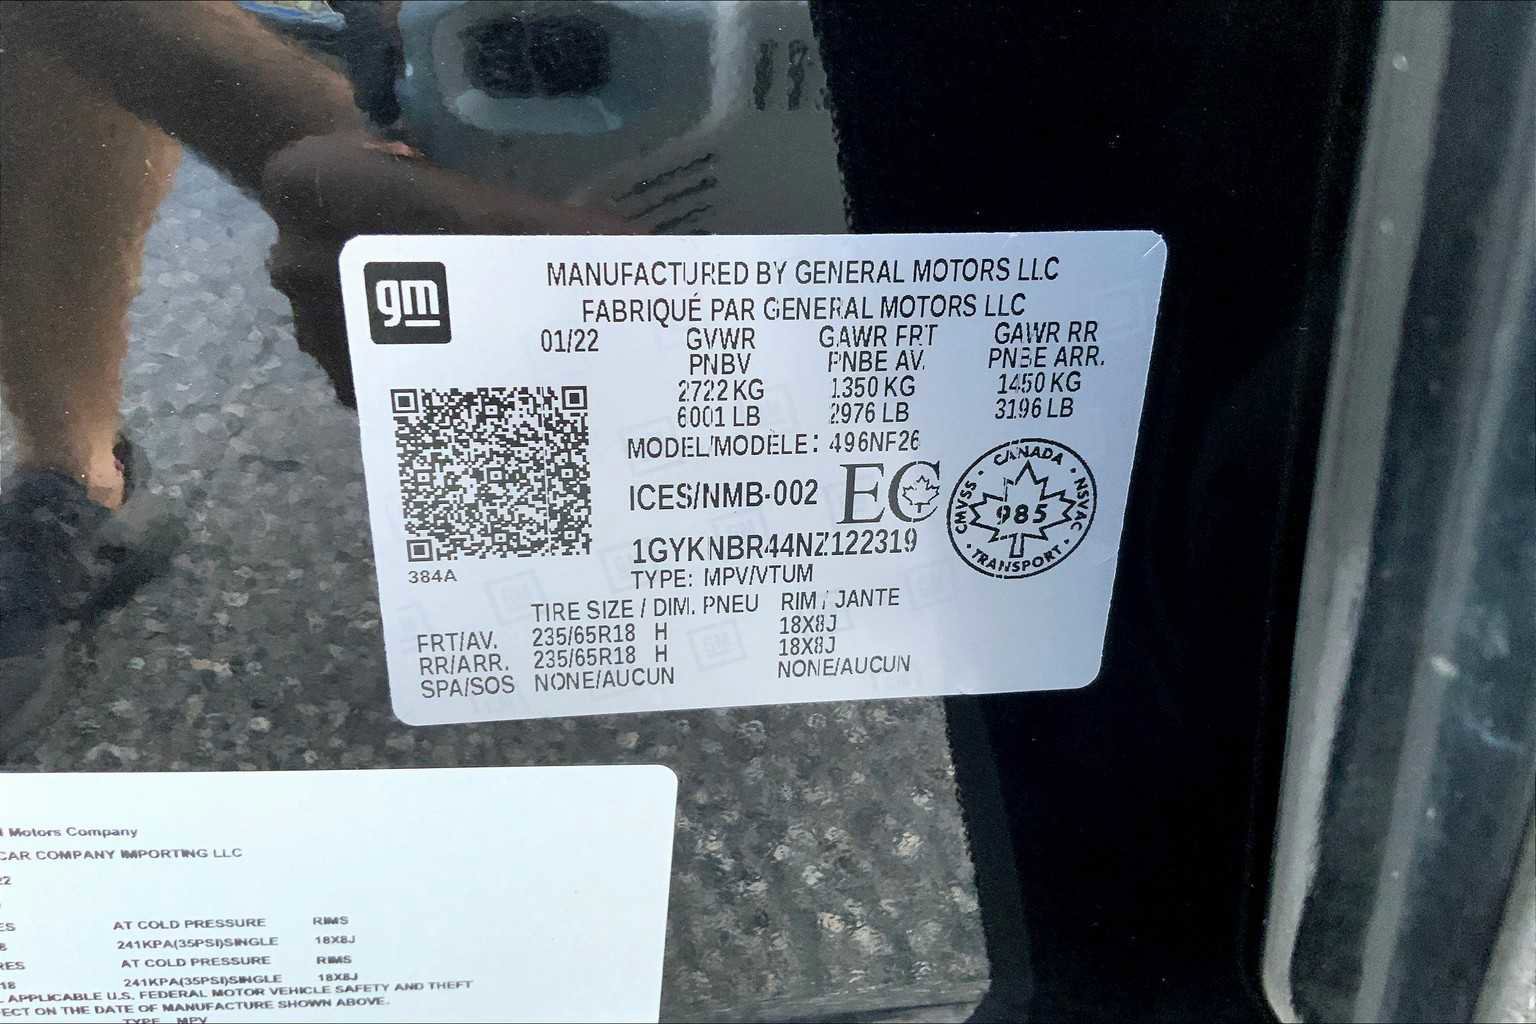 gm
MANUFACTURED BY GENERAL MOTORS LLC
FABRIQUÉ PAR GENERAL MOTORS LLC
01/22 GVWR GAWR FRT GAWR RR
PNBV PNBE AV. PNBE ARR.
2722 KG 1350 KG 1450 KG
6001 LB 2976 LB 3196 LB
MODEL/MODÈLE: 496NF26
ICES/NMB-002 EC
CANADA
CMVSS 985 NSVAC
TRANSPORT
1GYKNBR44NZ122319
384A
TYPE: MPV/VTUM
TIRE SIZE / DIM. PNEU RIM / JANTE
FRT/AV. 235/65R18 H 18X8J
RR/ARR. 235/65R18 H 18X8J
SPA/SOS NONE/AUCUN NONE/AUCUN
Motors Company
CAR COMPANY IMPORTING LLC
AT COLD PRESSURE RIMS
241KPA(35PSI)SINGLE 18X8J
AT COLD PRESSURE RIMS
18 241KPA(35PSI)SINGLE 18X8J
APPLICABLE U.S. FEDERAL MOTOR VEHICLE SAFETY AND THEFT
ECT ON THE DATE OF MANUFACTURE SHOWN ABOVE.
TYPE MPV